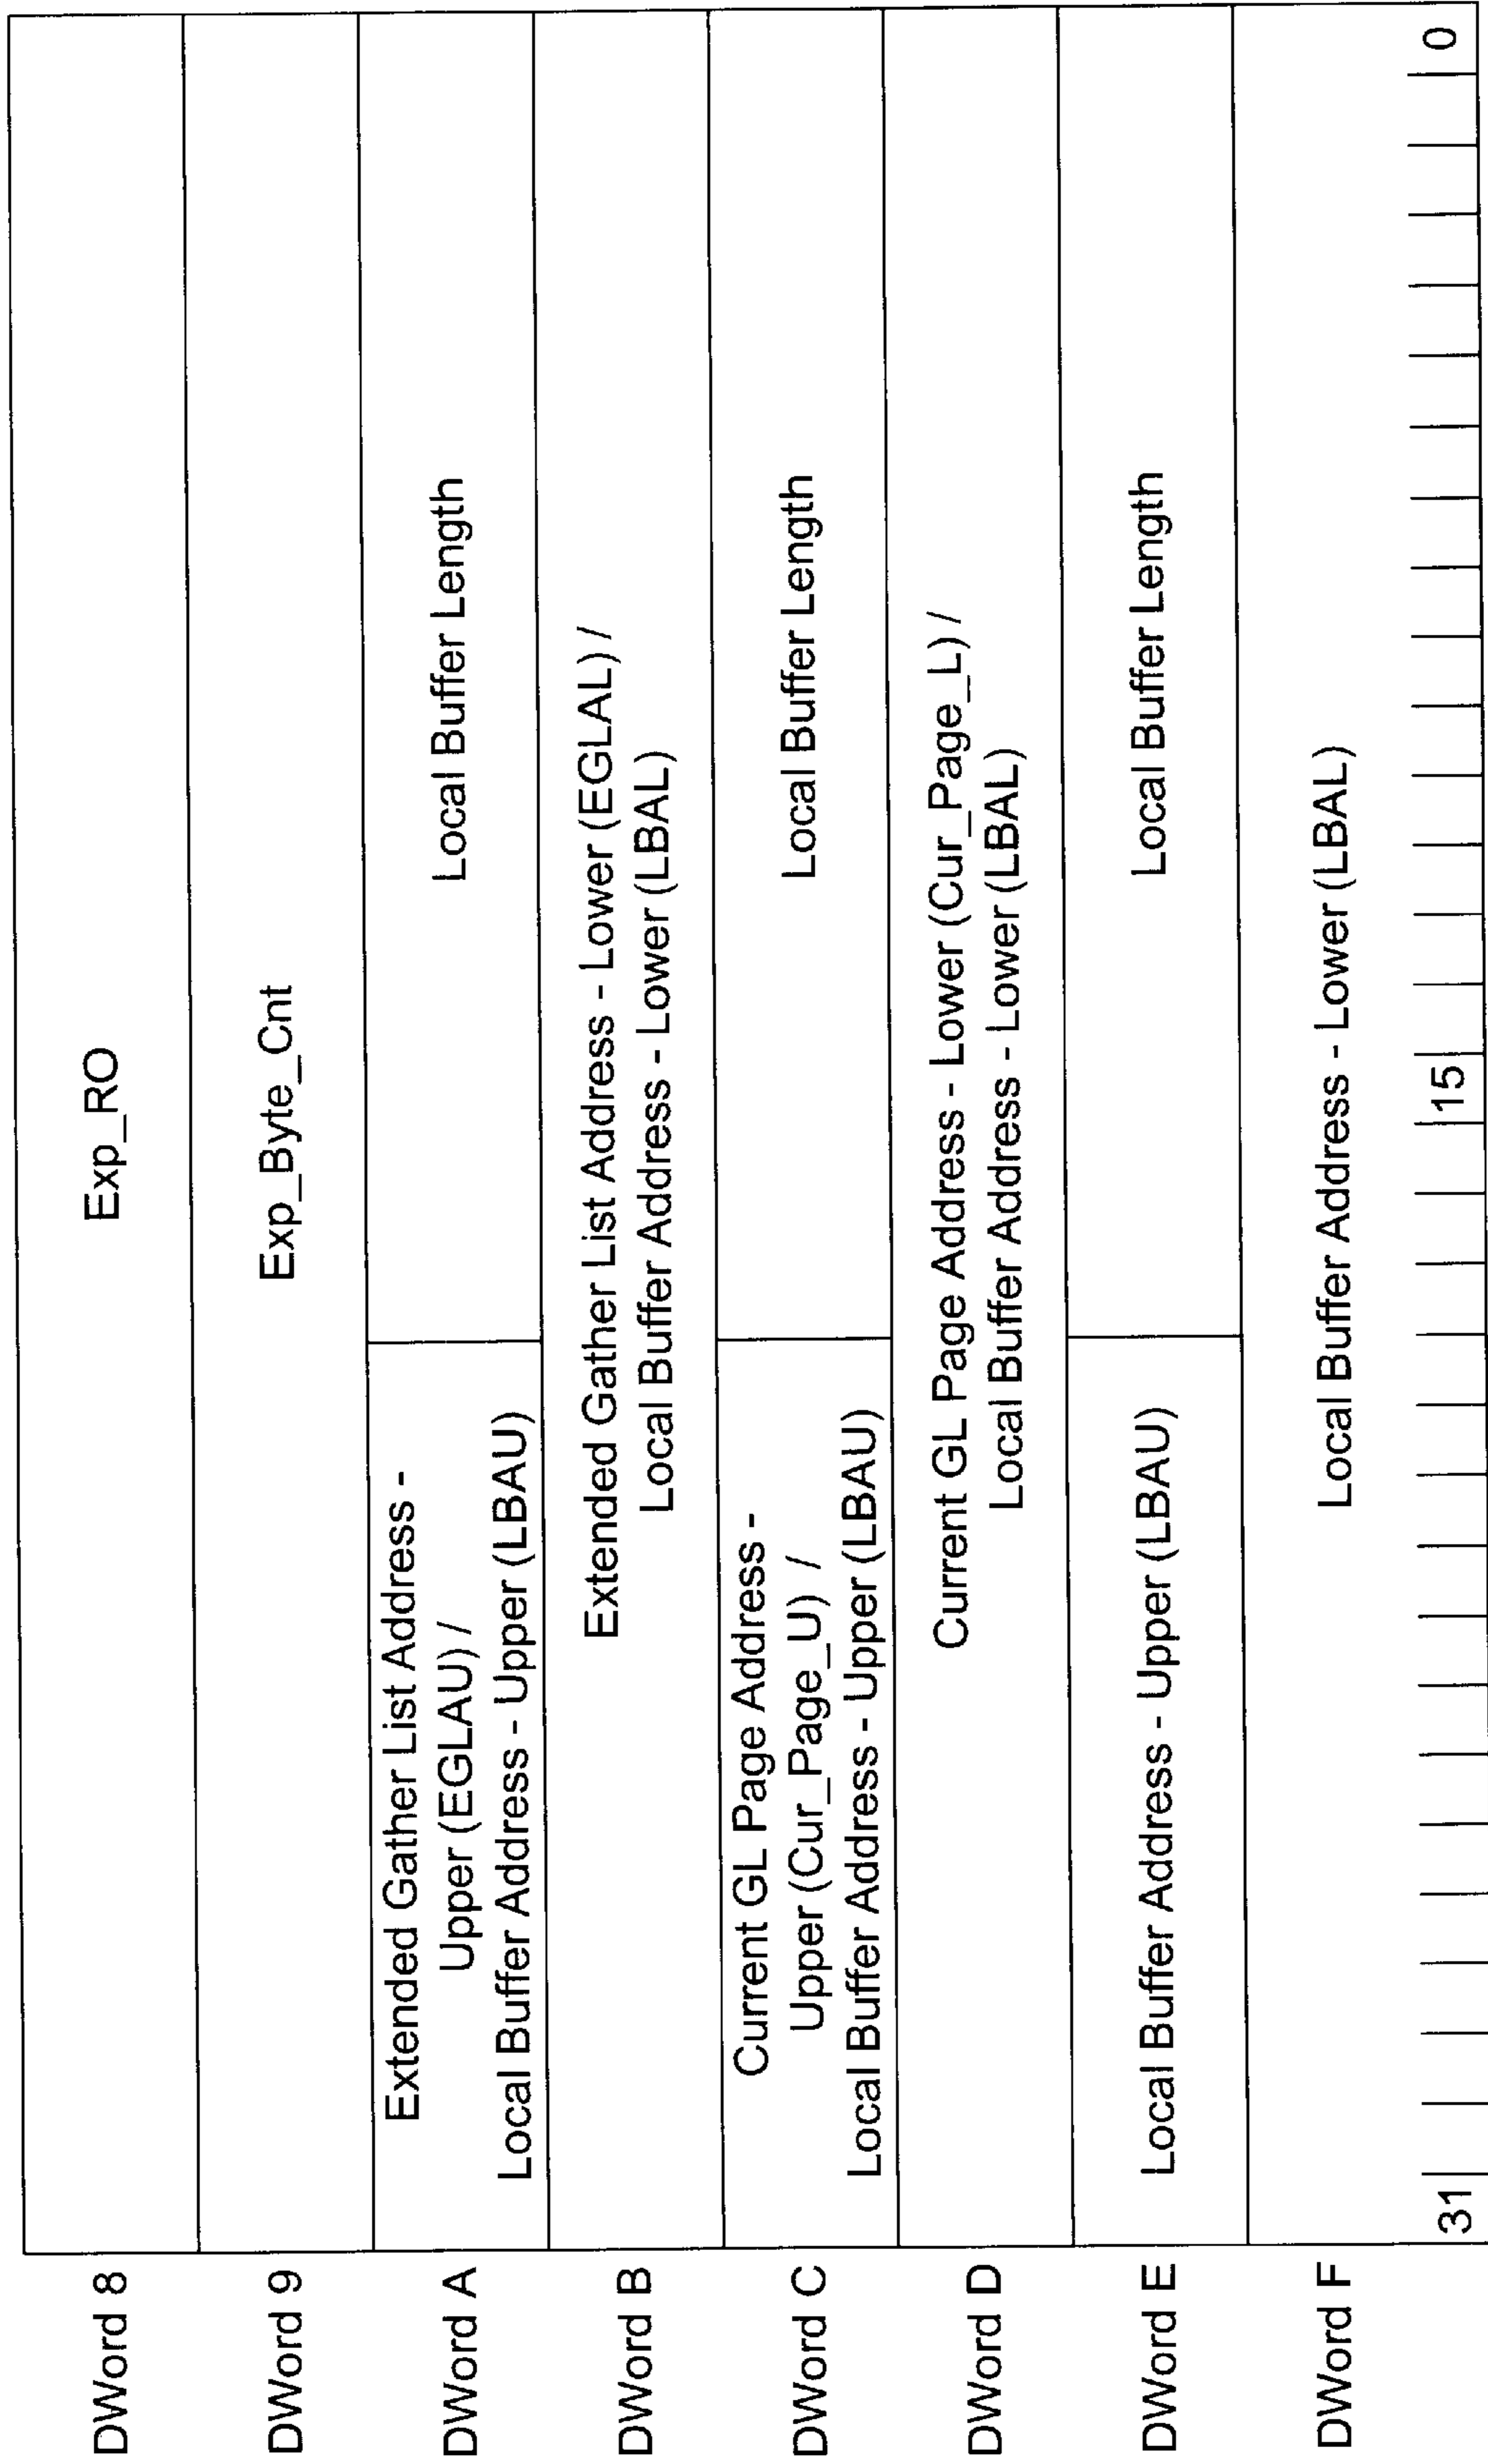 DWord 8
Exp_RO
DWord 9
Exp_Byte_Cnt
DWord A
Extended Gather List Address -
Upper (EGLAU) /
Local Buffer Address - Upper (LBAU)
Local Buffer Length
DWord B
Extended Gather List Address - Lower (EGLAL) /
Local Buffer Address - Lower (LBAL)
DWord C
Current GL Page Address -
Upper (Cur_Page_U) /
Local Buffer Address - Upper (LBAU)
Local Buffer Length
DWord D
Current GL Page Address - Lower (Cur_Page_L) /
Local Buffer Address - Lower (LBAL)
DWord E
Local Buffer Address - Upper (LBAU)
Local Buffer Length
DWord F
Local Buffer Address - Lower (LBAL)
31 15 0